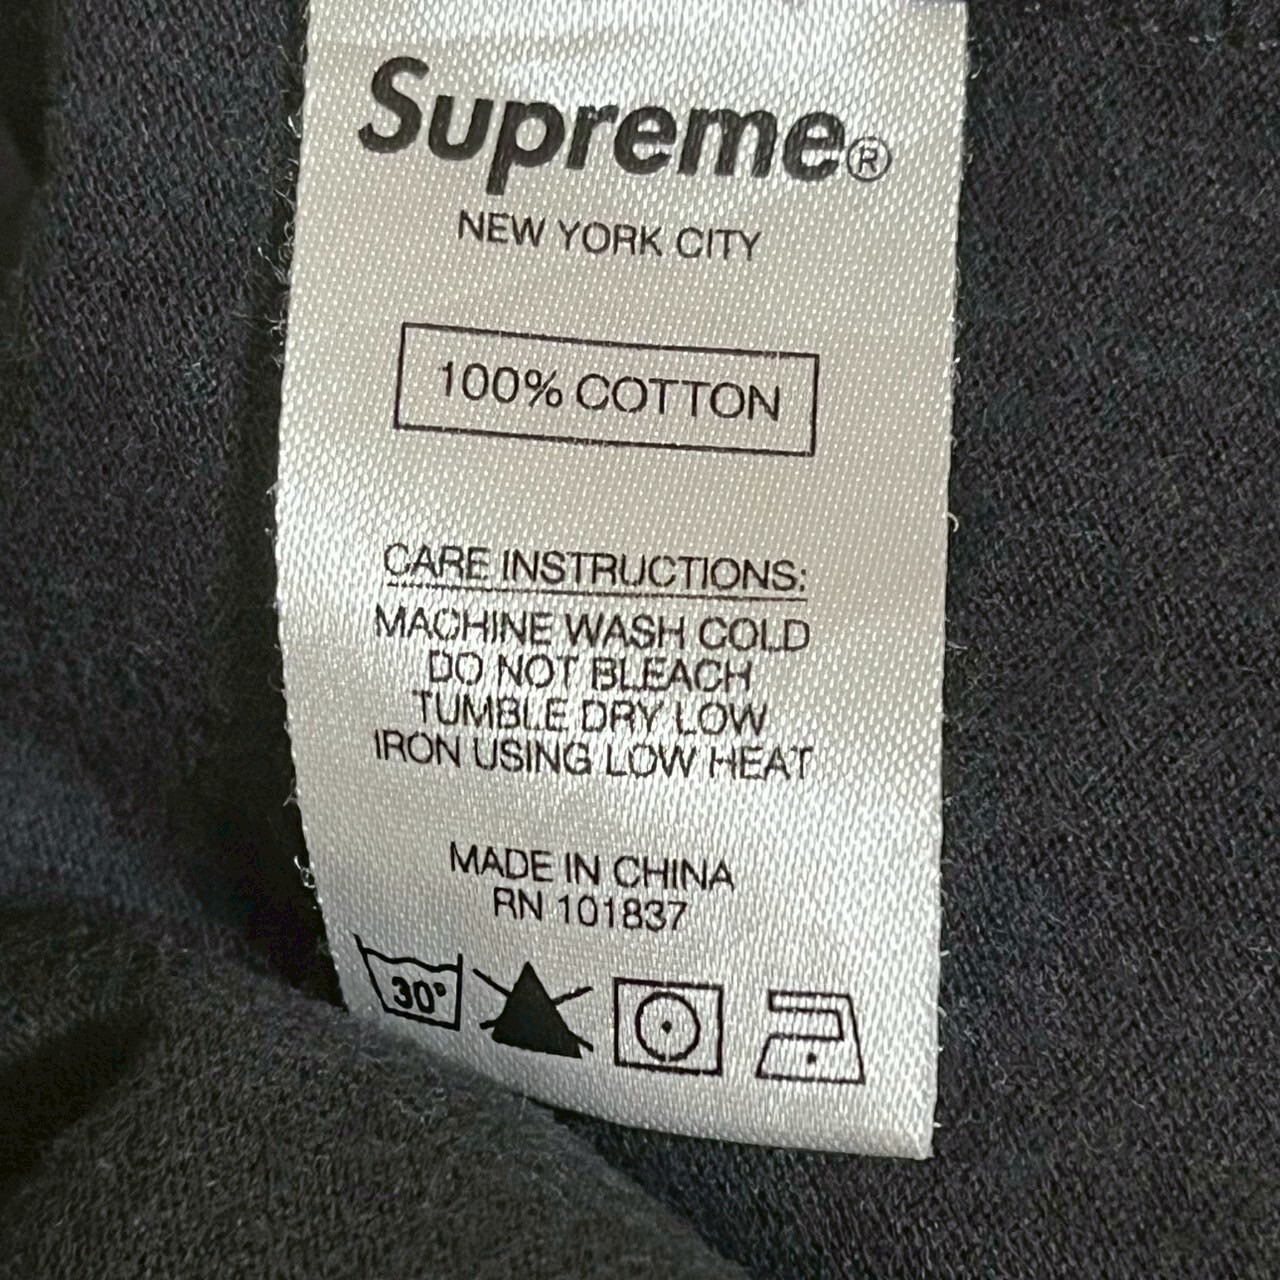 Supreme®
NEW YORK CITY
100% COTTON
CARE INSTRUCTIONS:
MACHINE WASH COLD
DO NOT BLEACH
TUMBLE DRY LOW
IRON USING LOW HEAT
MADE IN CHINA
RN 101837
30°